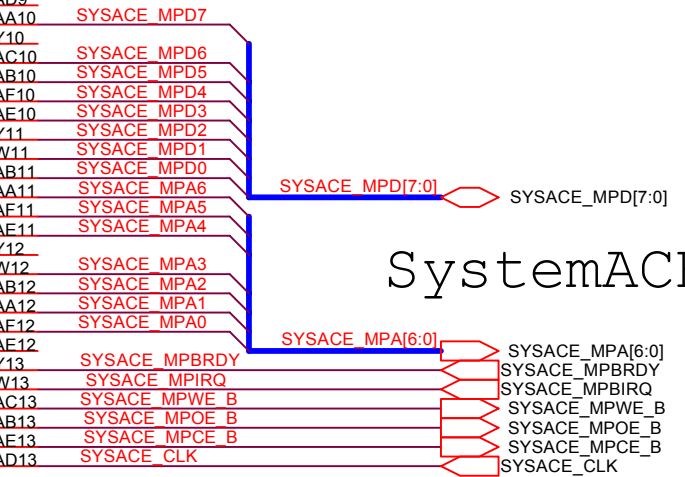 AA10 SYSACE_MPD7
Y10
AC10 SYSACE_MPD6
AB10 SYSACE_MPD5
AF10 SYSACE_MPD4
AE10 SYSACE_MPD3
Y11 SYSACE_MPD2
W11 SYSACE_MPD1
AB11 SYSACE_MPD0
AA11 SYSACE_MPA6 SYSACE_MPD[7:0] SYSACE_MPD[7:0]
AF11 SYSACE_MPA5
AE11 SYSACE_MPA4
Y12
W12 SYSACE_MPA3 SystemACE
AB12 SYSACE_MPA2
AA12 SYSACE_MPA1
AF12 SYSACE_MPA0
AE12 SYSACE_MPA[6:0] SYSACE_MPA[6:0]
Y13 SYSACE_MPBRDY SYSACE_MPBRDY
W13 SYSACE_MPIRQ SYSACE_MPBIRQ
AC13 SYSACE_MPWE_B SYSACE_MPWE_B
AB13 SYSACE_MPOE_B SYSACE_MPOE_B
AE13 SYSACE_MPCE_B SYSACE_MPCE_B
AD13 SYSACE_CLK SYSACE_CLK